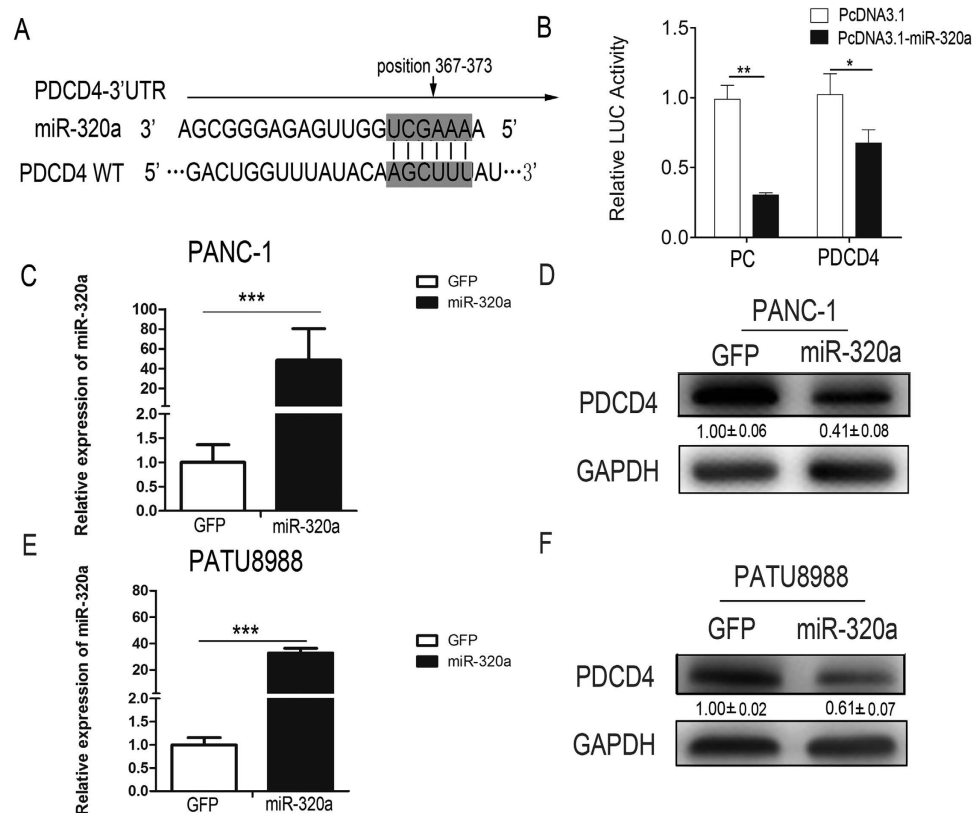 A
position 367-373
PDCD4-3'UTR
miR-320a 3' AGCGGGAGAGUUGGUCGAAAA 5'
PDCD4 WT 5' ···GACUGGUUUAUACAAGCUUUAU···3'
B
PcDNA3.1
PcDNA3.1-miR-320a
Relative LUC Activity
1.5
1.0
0.5
0.0
**
*
PC PDCD4
C
PANC-1
GFP
miR-320a
Relative expression of miR-320a
***
100
80
60
40
20
2.0
1.5
1.0
0.5
0.0
GFP miR-320a
D
PANC-1
GFP miR-320a
PDCD4
1.00±0.06 0.41±0.08
GAPDH
E
PATU8988
GFP
miR-320a
Relative expression of miR-320a
***
80
60
40
20
2.0
1.5
1.0
0.5
0.0
GFP miR-320a
F
PATU8988
GFP miR-320a
PDCD4
1.00±0.02 0.61±0.07
GAPDH